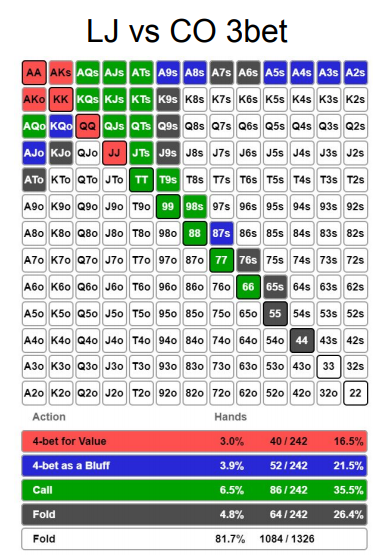 LJ vs CO 3bet
AA AKs AQs AJs ATs A9s A8s A7s A6s A5s A4s A3s A2s
AKo KK KQs KJs KTs K9s K8s K7s K6s K5s K4s K3s K2s
AQo KQo QQ QJs QTs Q9s Q8s Q7s Q6s Q5s Q4s Q3s Q2s
AJo KJo QJo JJ JTs J9s J8s J7s J6s J5s J4s J3s J2s
ATo KTo QTo JTo TT T9s T8s T7s T6s T5s T4s T3s T2s
A9o K9o Q9o J9o T9o 99 98s 97s 96s 95s 94s 93s 92s
A8o K8o Q8o J8o T8o 98o 88 87s 86s 85s 84s 83s 82s
A7o K7o Q7o J7o T7o 97o 87o 77 76s 75s 74s 73s 72s
A6o K6o Q6o J6o T6o 96o 86o 76o 66 65s 64s 63s 62s
A5o K5o Q5o J5o T5o 95o 85o 75o 65o 55 54s 53s 52s
A4o K4o Q4o J4o T4o 94o 84o 74o 64o 54o 44 43s 42s
A3o K3o Q3o J3o T3o 93o 83o 73o 63o 53o 43o 33 32s
A2o K2o Q2o J2o T2o 92o 82o 72o 62o 52o 42o 32o 22
Action Hands
4-bet for Value 3.0% 40 / 242 16.5%
4-bet as a Bluff 3.9% 52 / 242 21.5%
Call 6.5% 86 / 242 35.5%
Fold 4.8% 64 / 242 26.4%
Fold 81.7% 1084 / 1326